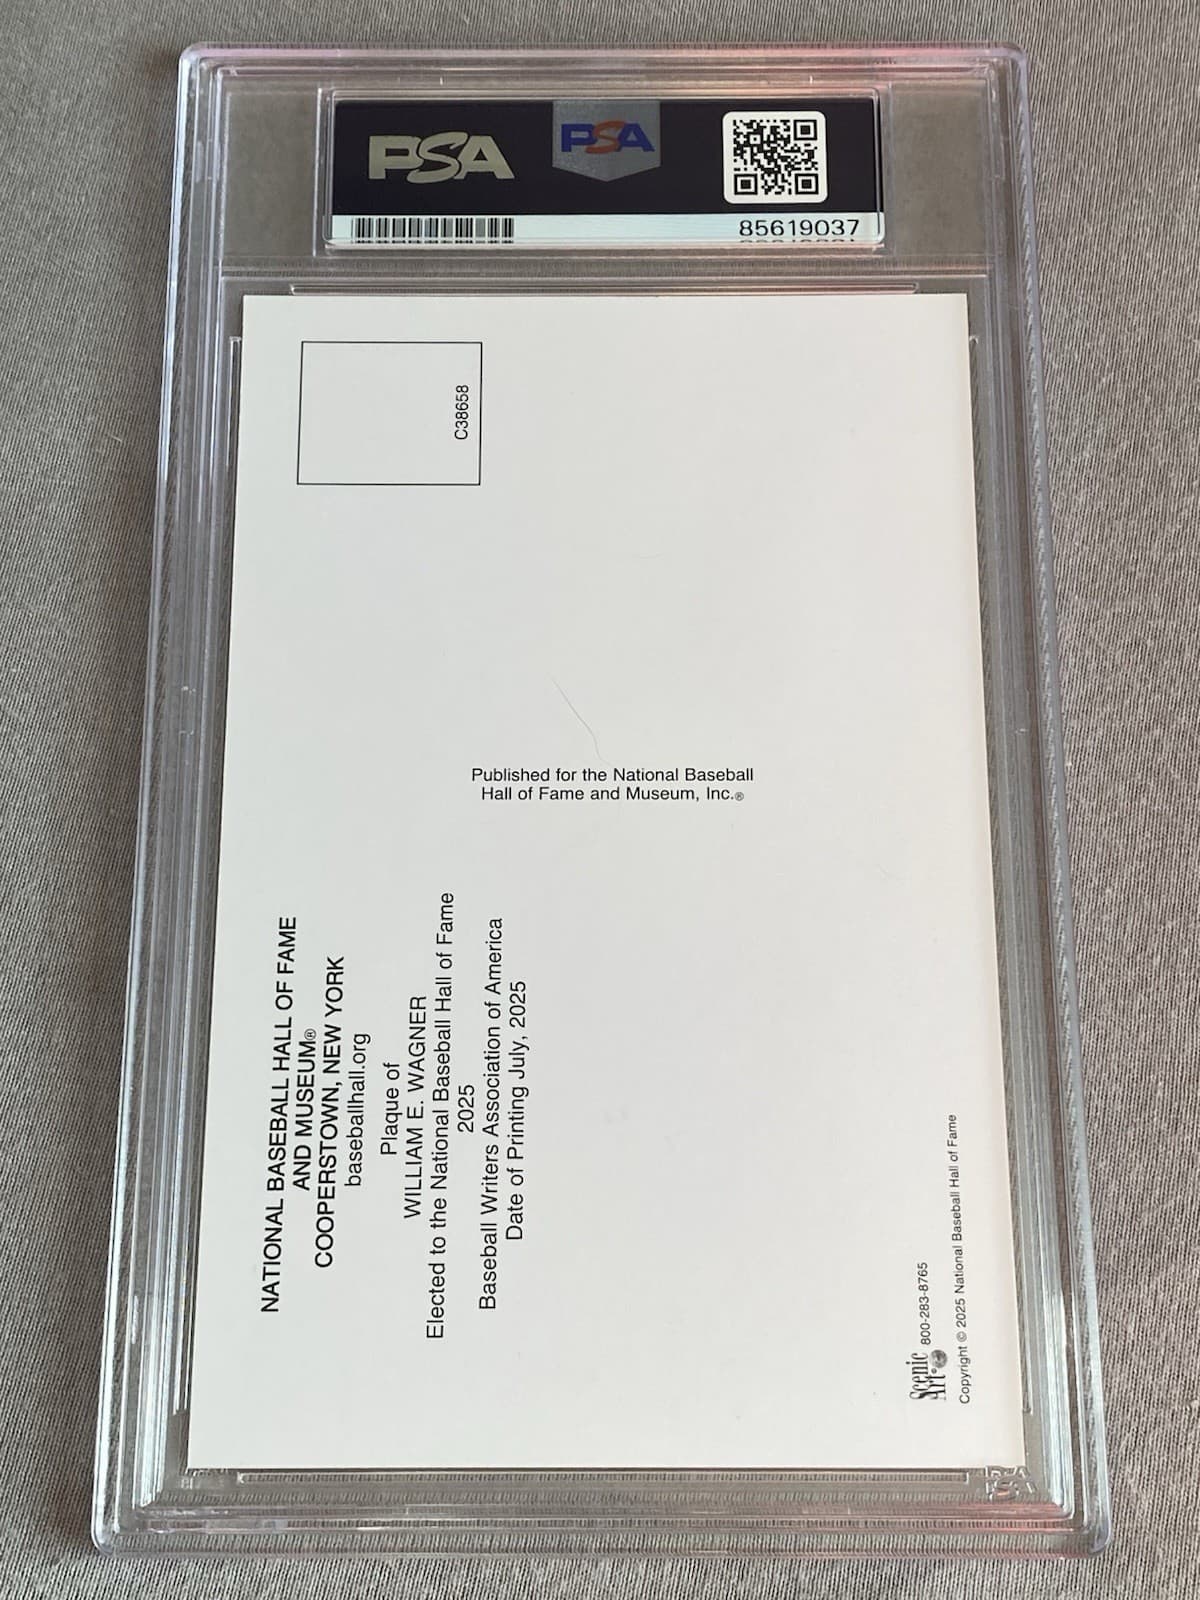 PSA
PSA
85619037
C38658
Published for the National Baseball
Hall of Fame and Museum, Inc.®
NATIONAL BASEBALL HALL OF FAME
AND MUSEUM®
COOPERSTOWN, NEW YORK
baseballhall.org
Plaque of
WILLIAM E. WAGNER
Elected to the National Baseball Hall of Fame
2025
Baseball Writers Association of America
Date of Printing July, 2025
Scenic
Art
800-283-8765
Copyright © 2025 National Baseball Hall of Fame
PSA